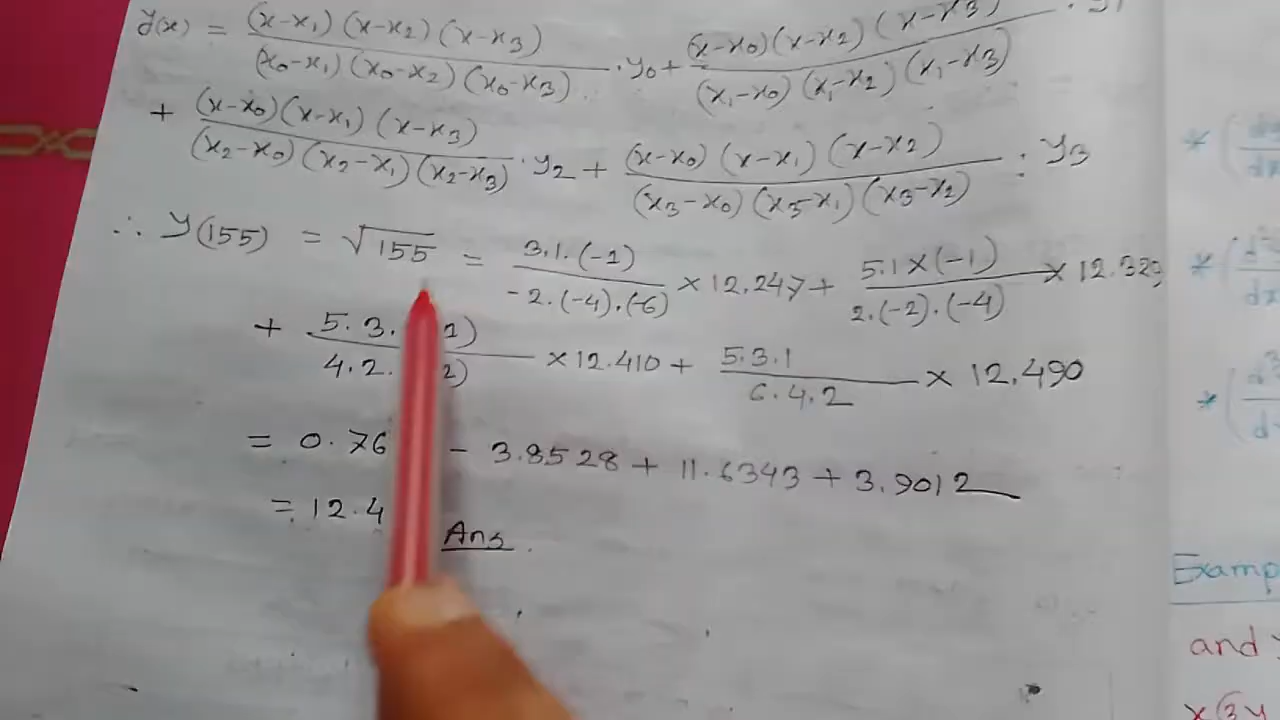 y(x) = (x-x₁)(x-x₂)(x-x₃) / (x₀-x₁)(x₀-x₂)(x₀-x₃) · y₀ + (x-x₀)(x-x₂)(x-x₃) / (x₁-x₀)(x₁-x₂)(x₁-x₃)
+ (x-x₀)(x-x₁)(x-x₃) / (x₂-x₀)(x₂-x₁)(x₂-x₃) · y₂ + (x-x₀)(x-x₁)(x-x₂) / (x₃-x₀)(x₃-x₁)(x₃-x₂) : y₃
∴ y(155) = √155 = 3.1.(-1) / -2.(-4).(-6) × 12.247 + 5.1×(-1) / 2.(-2).(-4) ×
+ 5.3. / 4.2. × 12.410 + 5.3.1 / 6.4.2 × 12.490
= 0.76 - 3.8528 + 11.6343 + 3.9012
= 12.4 Ans.
*
*
*
Examp
and